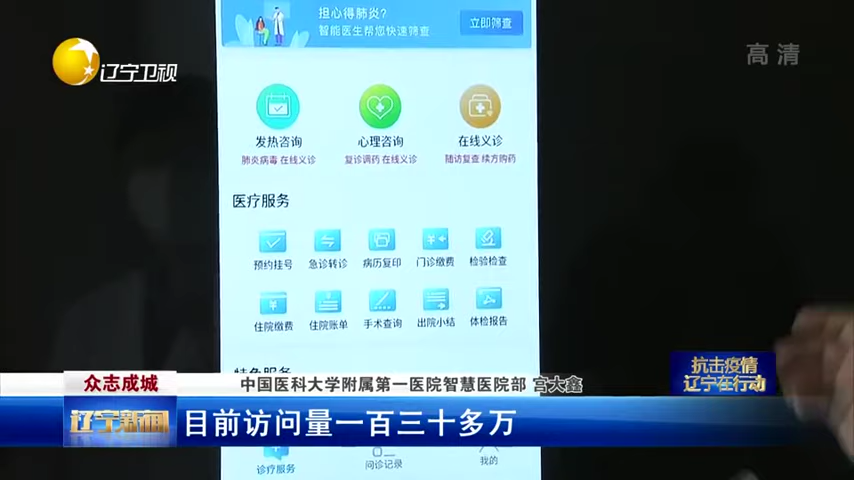 担心得肺炎?
智能医生帮您快速筛查
立即筛查
辽宁卫视
高清
发热咨询
心理咨询
在线义诊
肺炎病毒 在线义诊
复诊调药 在线义诊
随访复查 续方购药
医疗服务
预约挂号
急诊转诊
病历复印
门诊缴费
检验检查
住院缴费
住院账单
手术查询
出院小结
体检报告
特色服务
抗击疫情
辽宁在行动
众志成城
中国医科大学附属第一医院智慧医院部 宫大鑫
辽宁新闻
目前访问量一百三十多万
诊疗服务
问诊记录
我的